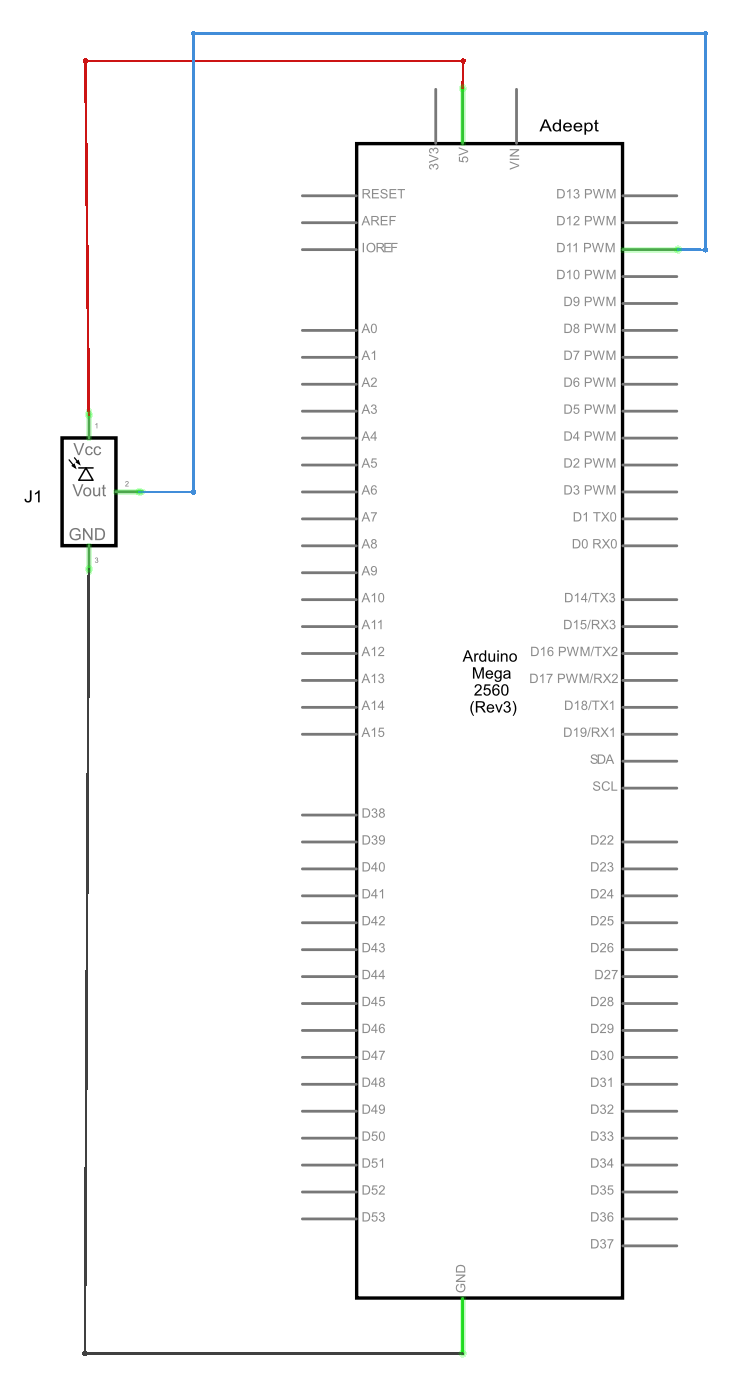 Adeept
3V3
5V
VIN
RESET
AREF
IOREF
D13 PWM
D12 PWM
D11 PWM
D10 PWM
D9 PWM
A0
A1
A2
A3
A4
A5
A6
A7
A8
A9
A10
A11
A12
A13
A14
A15
D8 PWM
D7 PWM
D6 PWM
D5 PWM
D4 PWM
D2 PWM
D3 PWM
D1 TX0
D0 RX0
D14/TX3
D15/RX3
D16 PWM/TX2
D17 PWM/RX2
D18/TX1
D19/RX1
SDA
SCL
J1
1
Vcc
Vout
2
GND
3
Arduino
Mega
2560
(Rev3)
D38
D39
D40
D41
D42
D43
D44
D45
D46
D47
D48
D49
D50
D51
D52
D53
D22
D23
D24
D25
D26
D27
D28
D29
D30
D31
D32
D33
D34
D35
D36
D37
GND